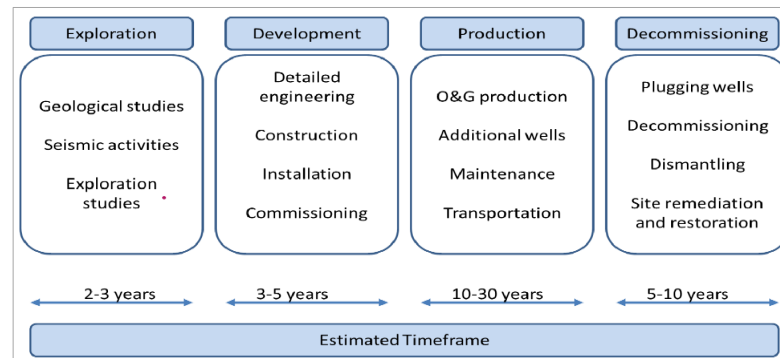 Exploration
Development
Production
Decommissioning
Geological studies
Seismic activities
Exploration
studies
Detailed
engineering
Construction
Installation
Commissioning
O&G production
Additional wells
Maintenance
Transportation
Plugging wells
Decommissioning
Dismantling
Site remediation
and restoration
2-3 years
3-5 years
10-30 years
5-10 years
Estimated Timeframe